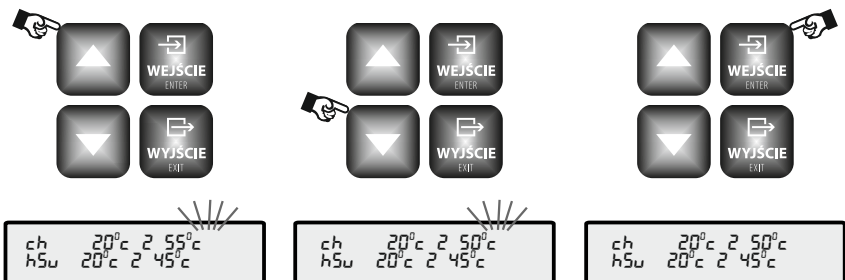 WEJŚCIE
ENTER
WYJŚCIE
EXIT
WEJŚCIE
ENTER
WYJŚCIE
EXIT
WEJŚCIE
ENTER
WYJŚCIE
EXIT
ch 20°c 2 55°c
hSu 20°c 2 45°c
ch 20°c 2 50°c
hSu 20°c 2 45°c
ch 20°c 2 50°c
hSu 20°c 2 45°c